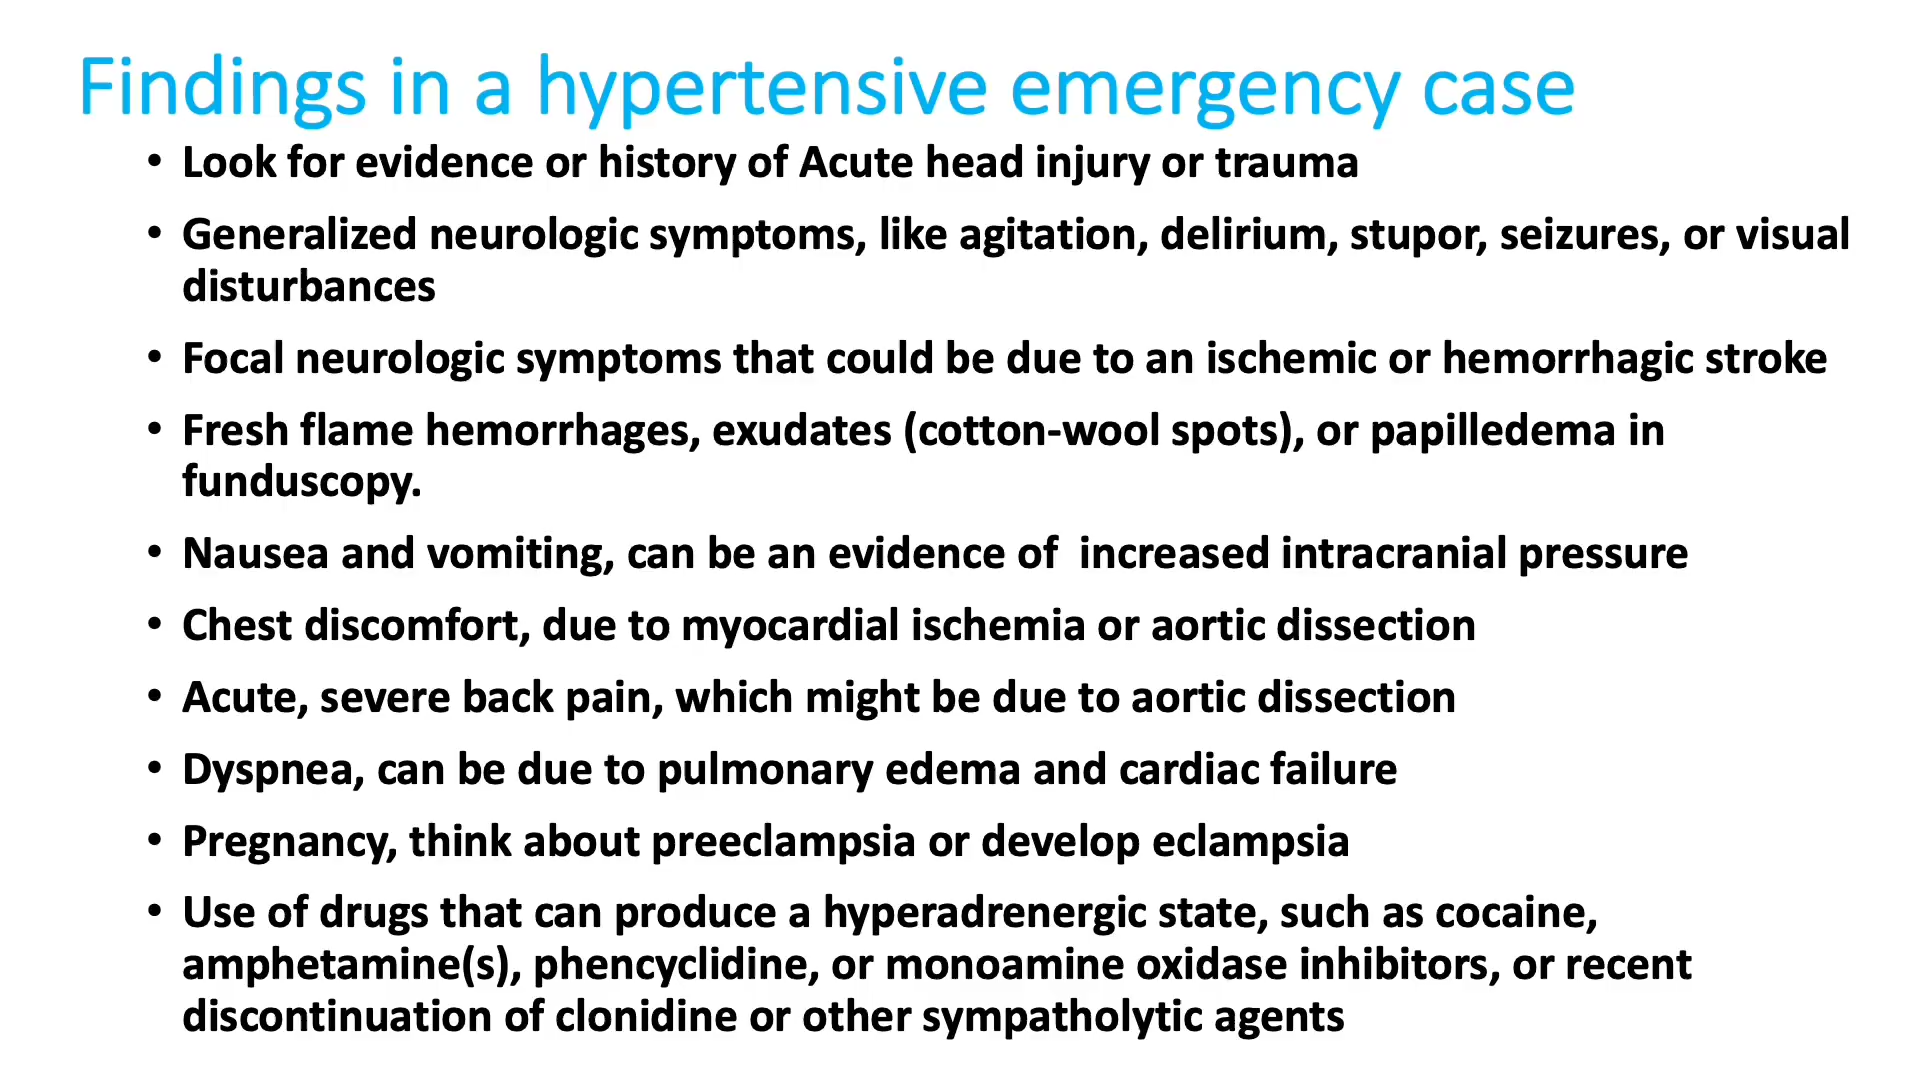 Findings in a hypertensive emergency case
• Look for evidence or history of Acute head injury or trauma
• Generalized neurologic symptoms, like agitation, delirium, stupor, seizures, or visual
disturbances
• Focal neurologic symptoms that could be due to an ischemic or hemorrhagic stroke
• Fresh flame hemorrhages, exudates (cotton-wool spots), or papilledema in
funduscopy.
• Nausea and vomiting, can be an evidence of  increased intracranial pressure
• Chest discomfort, due to myocardial ischemia or aortic dissection
• Acute, severe back pain, which might be due to aortic dissection
• Dyspnea, can be due to pulmonary edema and cardiac failure
• Pregnancy, think about preeclampsia or develop eclampsia
• Use of drugs that can produce a hyperadrenergic state, such as cocaine,
amphetamine(s), phencyclidine, or monoamine oxidase inhibitors, or recent
discontinuation of clonidine or other sympatholytic agents